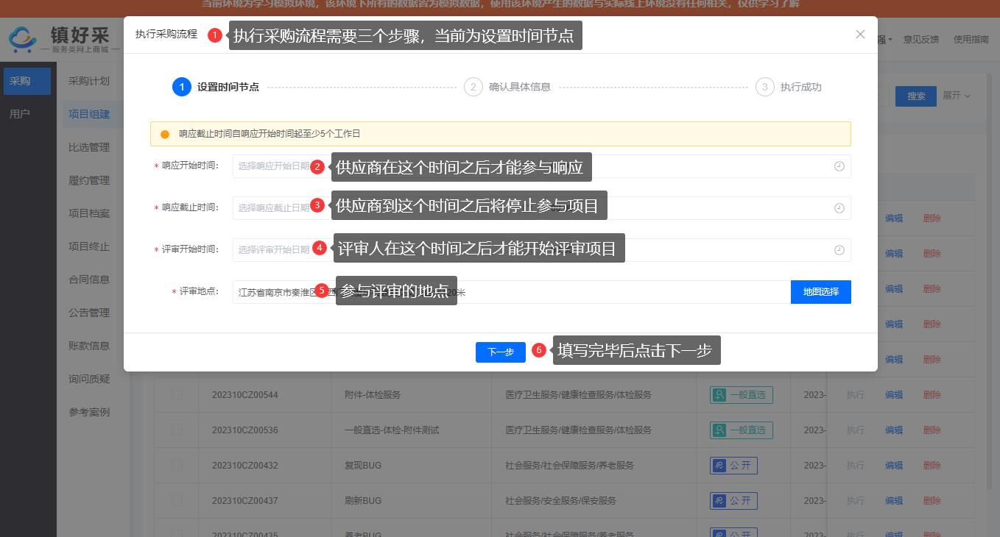 当前环境为学习模拟环境，该环境下所有的数据皆为模拟数据，使用该环境产生的数据与实际线上环境没有任何相关，仅供学习了解
镇好采
服务类网上商城
强
意见反馈
使用指南
采购
用户
采购计划
项目组建
比选管理
履约管理
项目档案
项目终止
合同信息
公告管理
账款信息
询问质疑
参考案例
搜索
展开
执行采购流程
1 执行采购流程需要三个步骤，当前为设置时间节点
1 设置时间节点
2 确认具体信息
3 执行成功
响应截止时间自响应开始时间起至少5个工作日
* 响应开始时间：
选择响应开始日期
2 供应商在这个时间之后才能参与响应
* 响应截止时间：
选择响应截止日期
3 供应商到这个时间之后将停止参与项目
* 评审开始时间：
选择评审开始日期
4 评审人在这个时间之后才能开始评审项目
* 评审地点：
江苏省南京市秦淮区
5 参与评审的地点
米
地图选择
下一步
6 填写完毕后点击下一步
编辑 删除
编辑 删除
编辑 删除
编辑 删除
编辑 删除
202310CZ00544 附件-体检服务 医疗卫生服务/健康检查服务/体检服务 一般直选 2023- 执行 编辑 删除
202310CZ00536 一般直选-体检-附件测试 医疗卫生服务/健康检查服务/体检服务 一般直选 2023- 执行 编辑 删除
202310CZ00432 复现BUG 社会服务/社会保障服务/养老服务 公开 2023- 执行 编辑 删除
202310CZ00437 刷新BUG 社会服务/安全服务/保安服务 公开 2023- 执行 编辑 删除
202310CZ00435 养老BUG 社会服务/社会保障服务/养老服务 公开 2023- 执行 编辑 删除